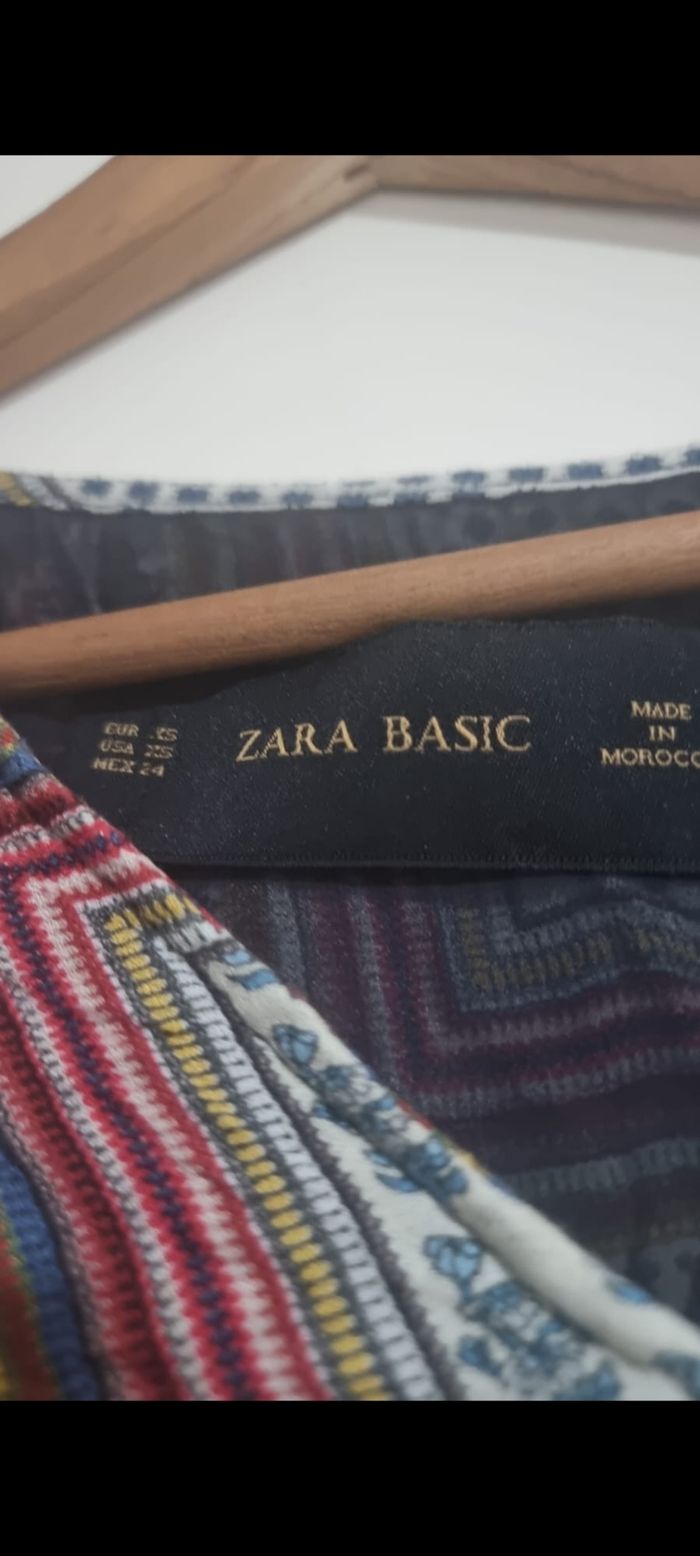 EUR XS
USA XS
MEX 24
ZARA BASIC
MADE
IN
MOROCC